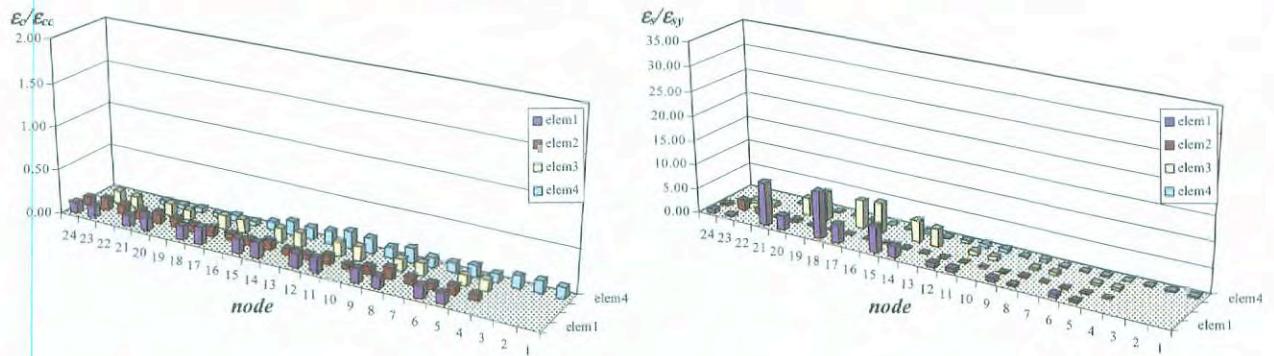 εc/εcc
2.00
1.50
1.00
0.50
0.00
24 23 22 21 20 19 18 17 16 15 14 13 12 11 10 9 8 7 6 5 4 3 2 1
node
elem1
elem2
elem3
elem4
elem4
elem1
εs/εsy
35.00
30.00
25.00
20.00
15.00
10.00
5.00
0.00
24 23 22 21 20 19 18 17 16 15 14 13 12 11 10 9 8 7 6 5 4 3 2 1
node
elem1
elem2
elem3
elem4
elem4
elem1